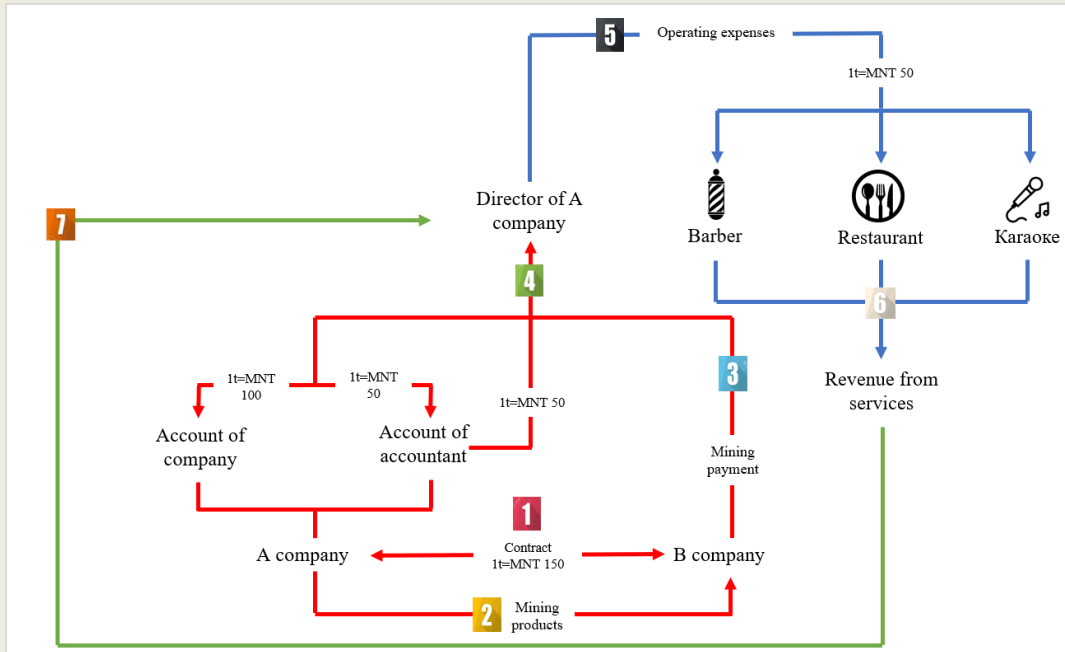 5
Operating expenses
1t=MNT 50
Director of A
company
7
Barber
Restaurant
Караоке
4
6
3
1t=MNT
100
1t=MNT
50
1t=MNT 50
Revenue from
services
Account of
company
Account of
accountant
Mining
payment
1
A company
Contract
1t=MNT 150
B company
2
Mining
products